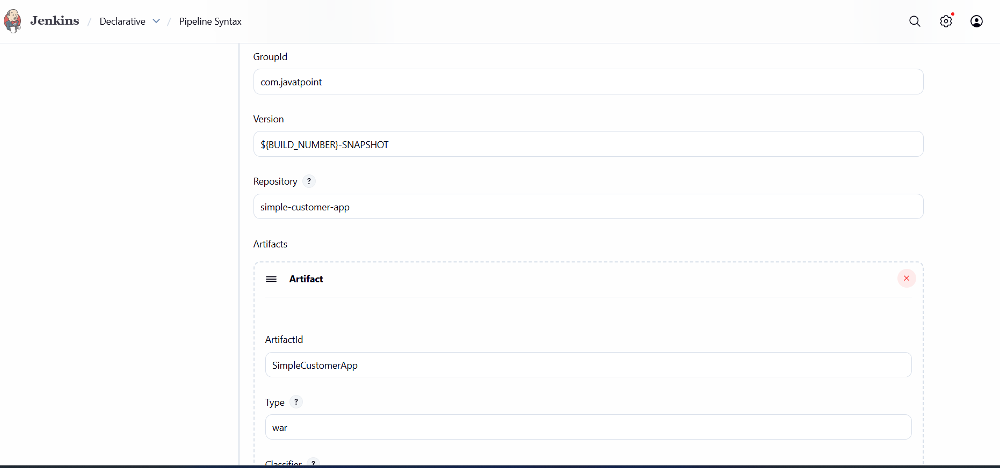 Jenkins / Declarative / Pipeline Syntax
GroupId
com.javatpoint
Version
${BUILD_NUMBER}-SNAPSHOT
Repository ?
simple-customer-app
Artifacts
Artifact
ArtifactId
SimpleCustomerApp
Type ?
war
Classifier ?